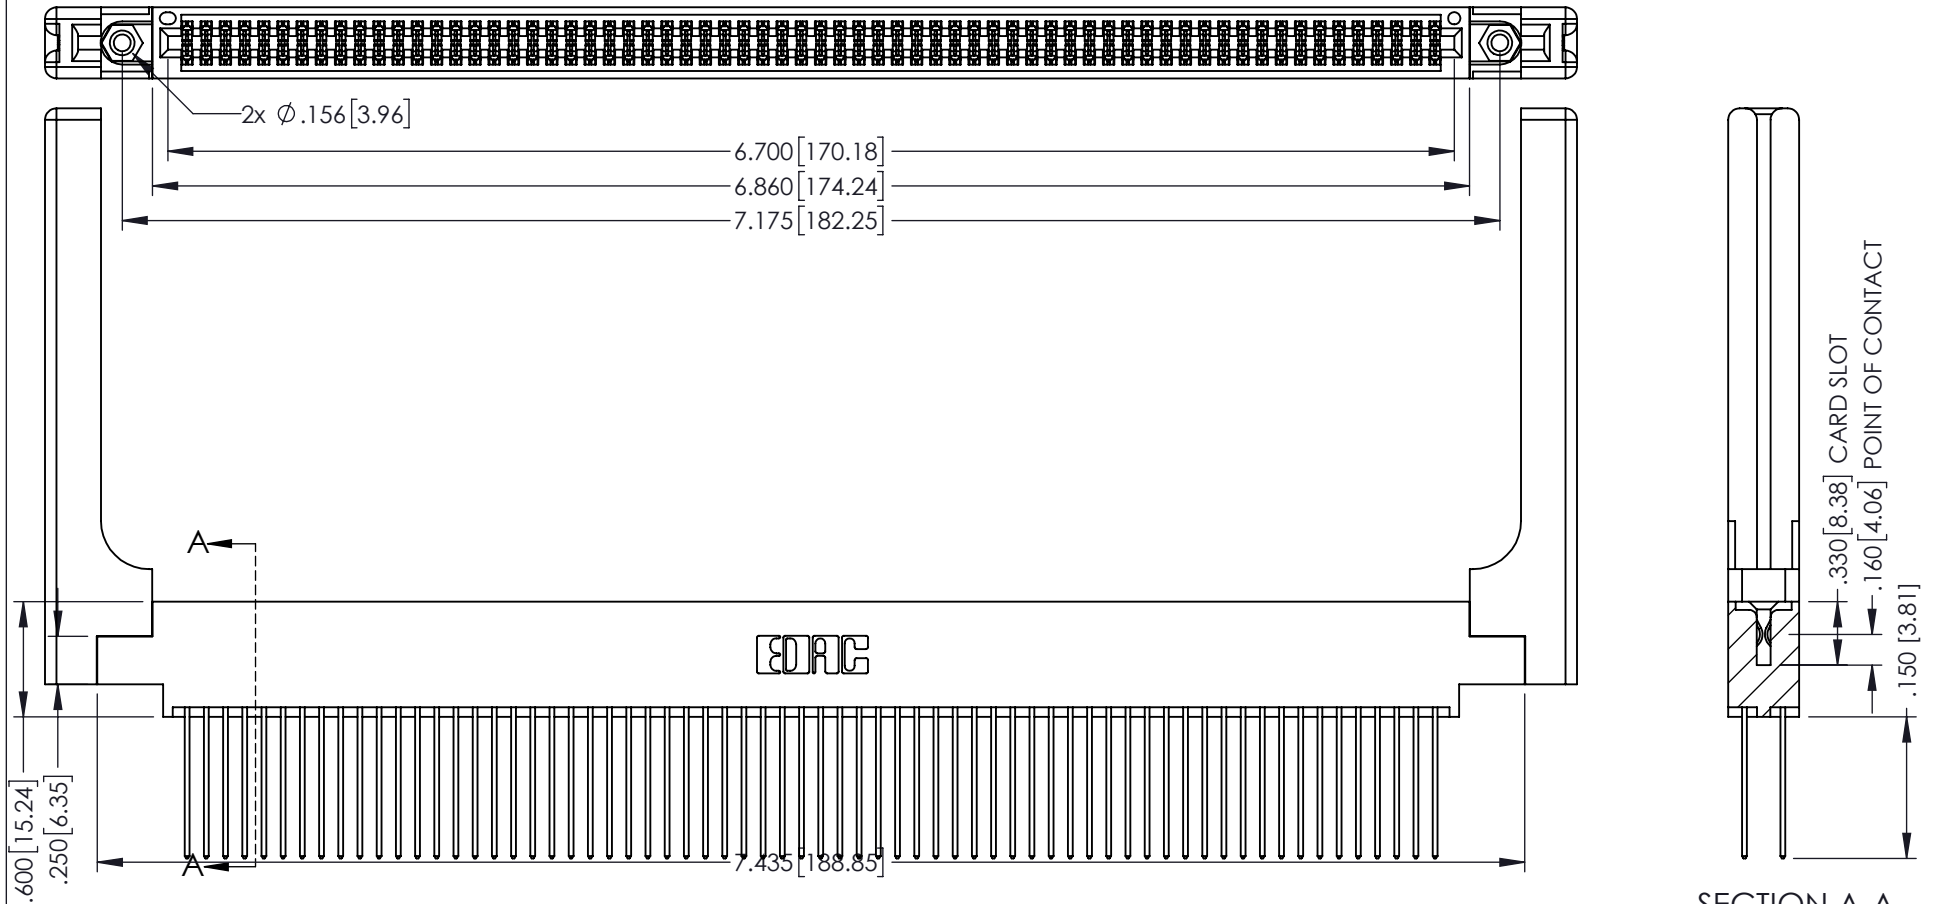 2x Ø.156[3.96]
6.700[170.18]
6.860[174.24]
7.175[182.25]
.330[8.38] CARD SLOT
.160[4.06] POINT OF CONTACT
.150 [3.81]
A
EDAC
.600[15.24]
.250[6.35]
A
7.435[188.85]
SECTION A-A